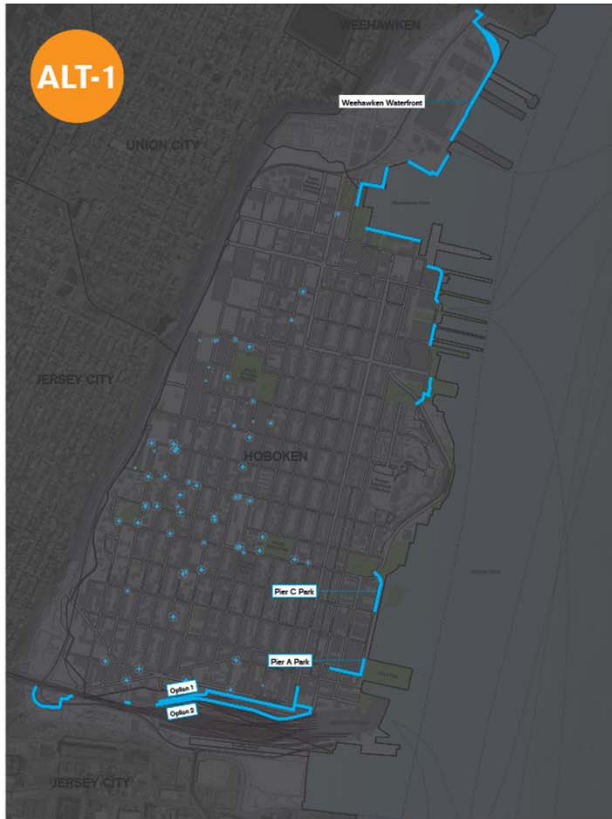 WEEHAWKEN
ALT-1
Weehawken Waterfront
UNION CITY
JERSEY CITY
HOBOKEN
Pier C Park
Pier A Park
Option 1
Option 2
JERSEY CITY